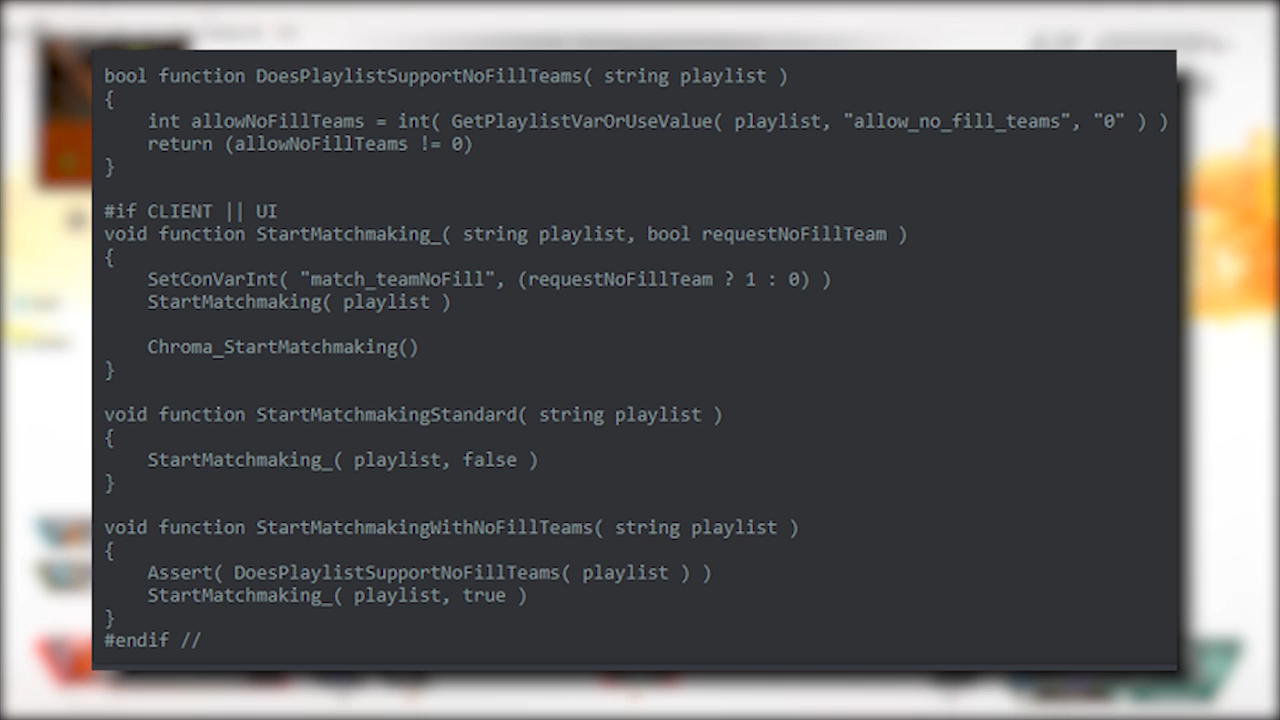 bool function DoesPlaylistSupportNoFillTeams( string playlist )
{
int allowNoFillTeams = int( GetPlaylistVarOrUseValue( playlist, "allow_no_fill_teams", "0" ) )
return (allowNoFillTeams != 0)
}
#if CLIENT || UI
void function StartMatchmaking_( string playlist, bool requestNoFillTeam )
{
SetConVarInt( "match_teamNoFill", (requestNoFillTeam ? 1 : 0) )
StartMatchmaking( playlist )
Chroma_StartMatchmaking()
}
void function StartMatchmakingStandard( string playlist )
{
StartMatchmaking_( playlist, false )
}
void function StartMatchmakingWithNoFillTeams( string playlist )
{
Assert( DoesPlaylistSupportNoFillTeams( playlist ) )
StartMatchmaking_( playlist, true )
}
#endif //